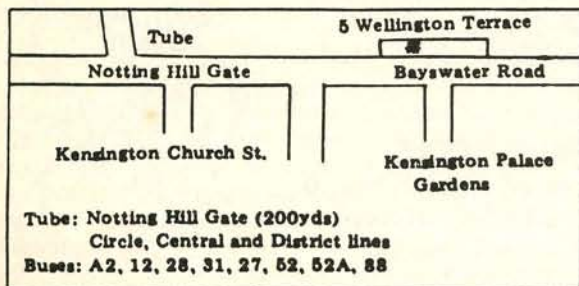 5 Wellington Terrace
Tube
Notting Hill Gate
Bayswater Road
Kensington Church St.
Kensington Palace
Gardens
Tube: Notting Hill Gate (200yds)
Circle, Central and District lines
Buses: A2, 12, 28, 31, 27, 52, 52A, 88